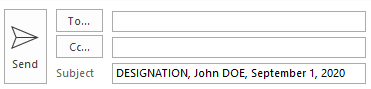 To...
Cc...
Send
Subject DESIGNATION, John DOE, September 1, 2020